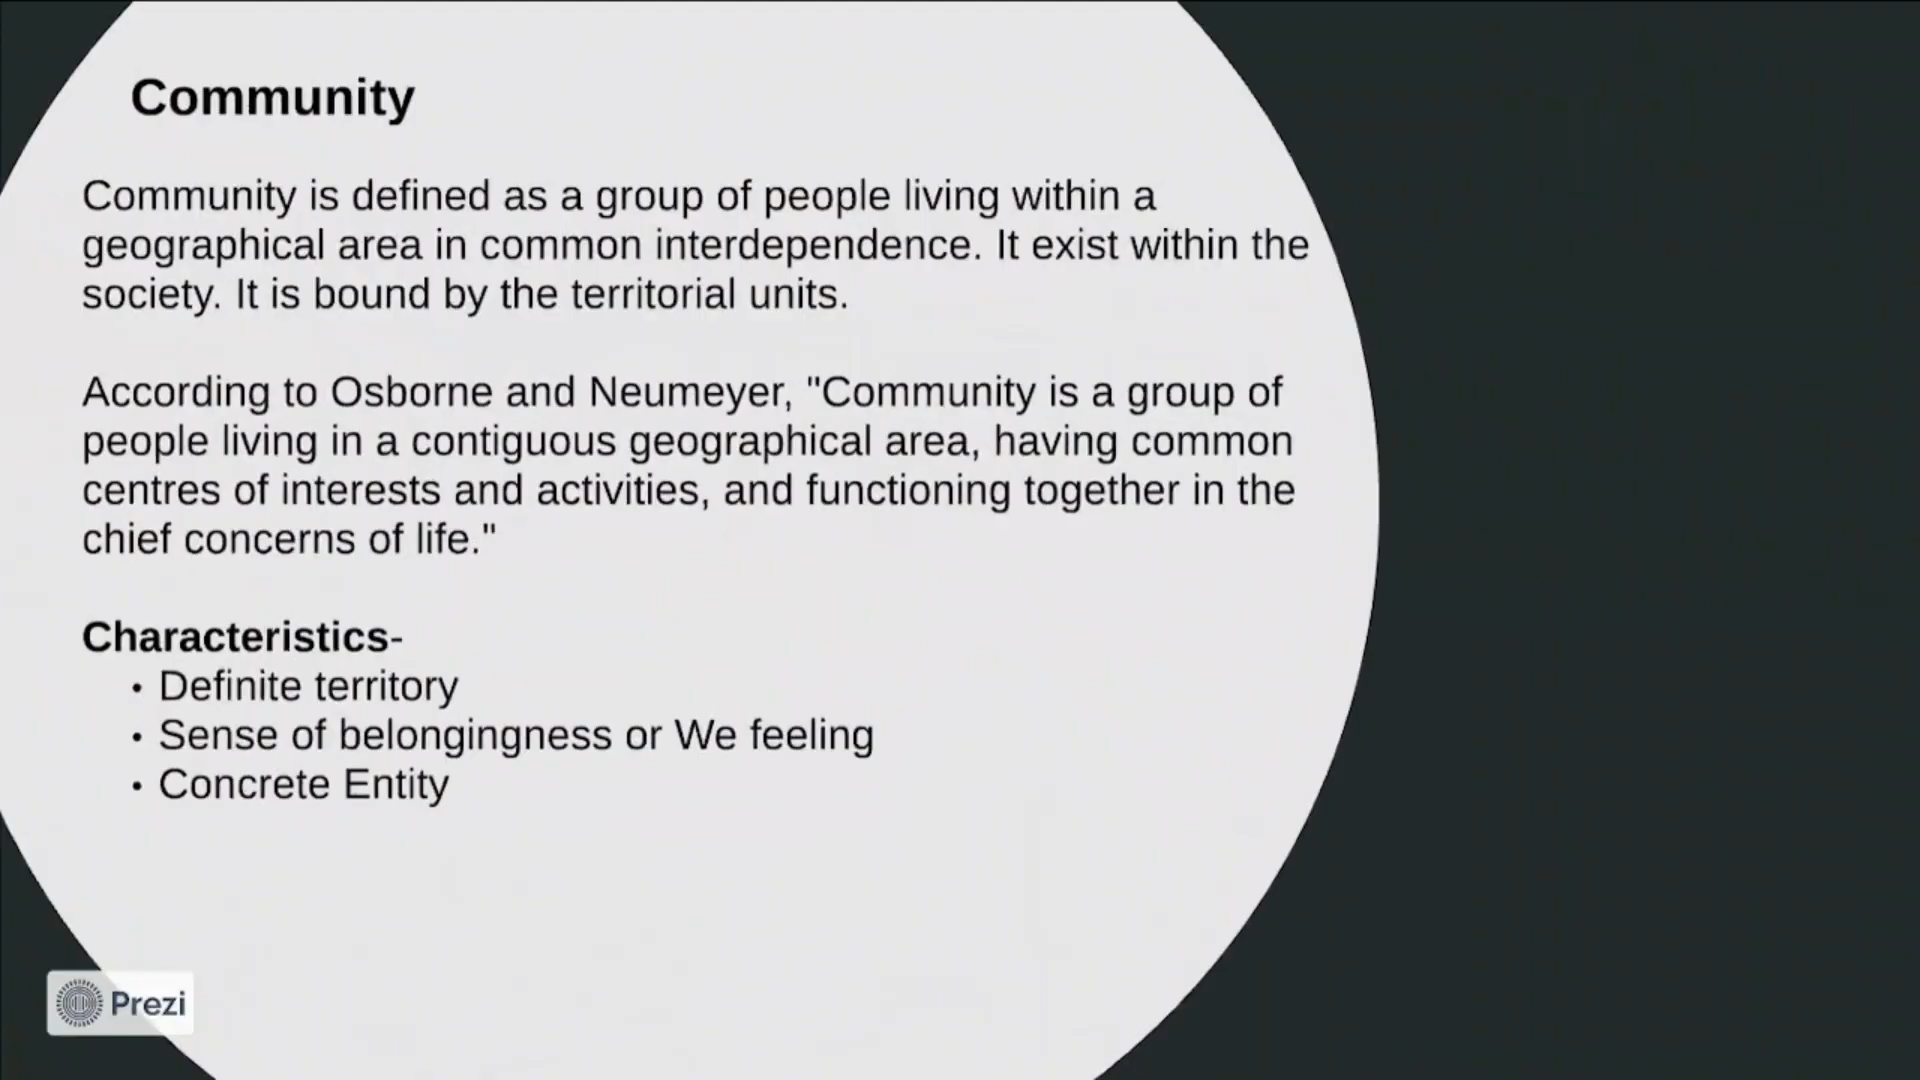 Community
Community is defined as a group of people living within a
geographical area in common interdependence. It exist within the
society. It is bound by the territorial units.
According to Osborne and Neumeyer, "Community is a group of
people living in a contiguous geographical area, having common
centres of interests and activities, and functioning together in the
chief concerns of life."
Characteristics-
• Definite territory
• Sense of belongingness or We feeling
• Concrete Entity
Prezi